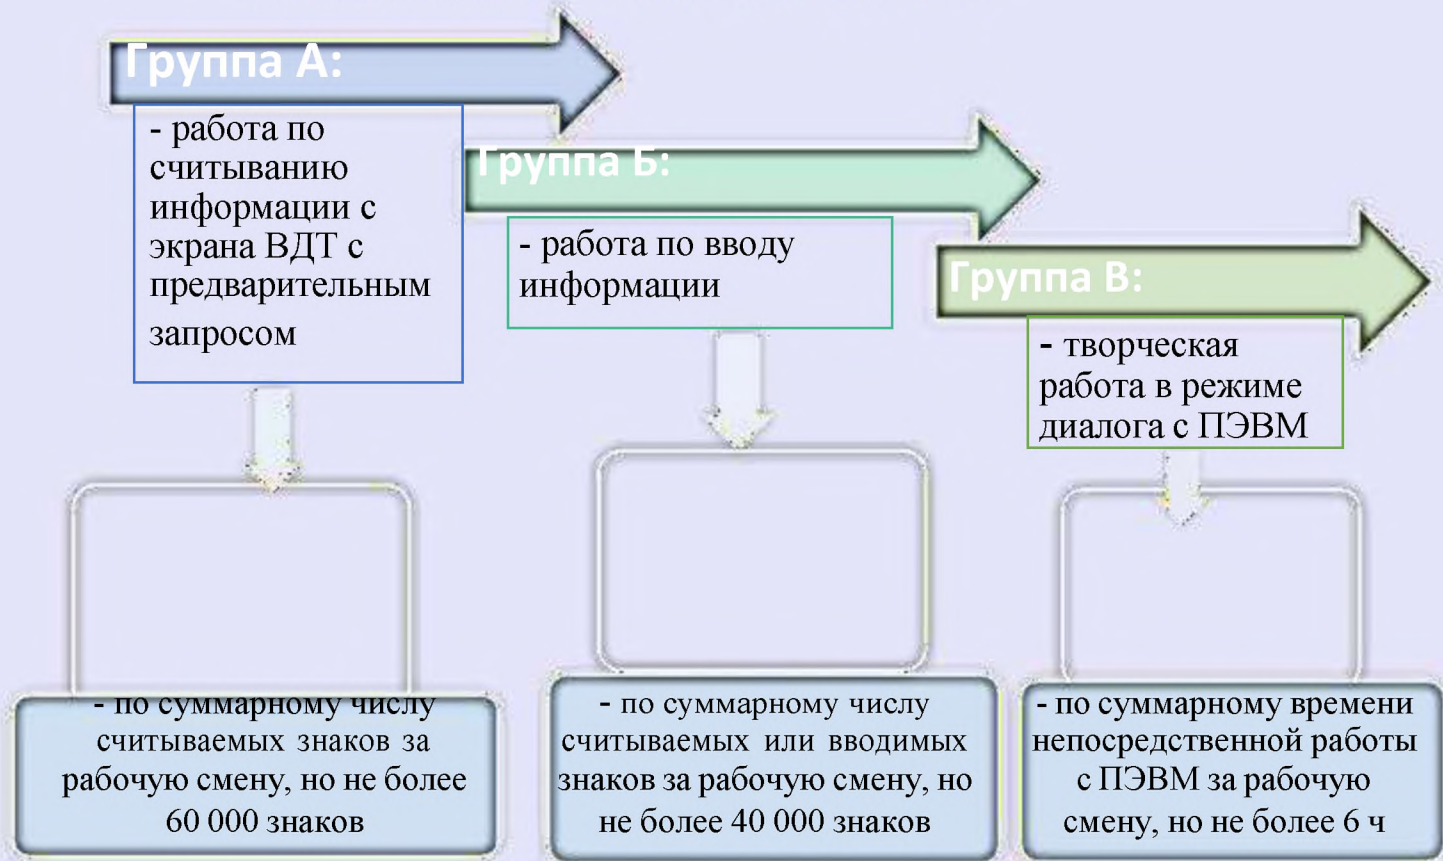 Группа А:
- работа по
считыванию
информации с
экрана ВДТ с
предварительным
запросом
Группа Б:
- работа по вводу
информации
Группа В:
- творческая
работа в режиме
диалога с ПЭВМ
- по суммарному числу
считываемых знаков за
рабочую смену, но не более
60 000 знаков
- по суммарному числу
считываемых или вводимых
знаков за рабочую смену, но
не более 40 000 знаков
- по суммарному времени
непосредственной работы
с ПЭВМ за рабочую
смену, но не более 6 ч